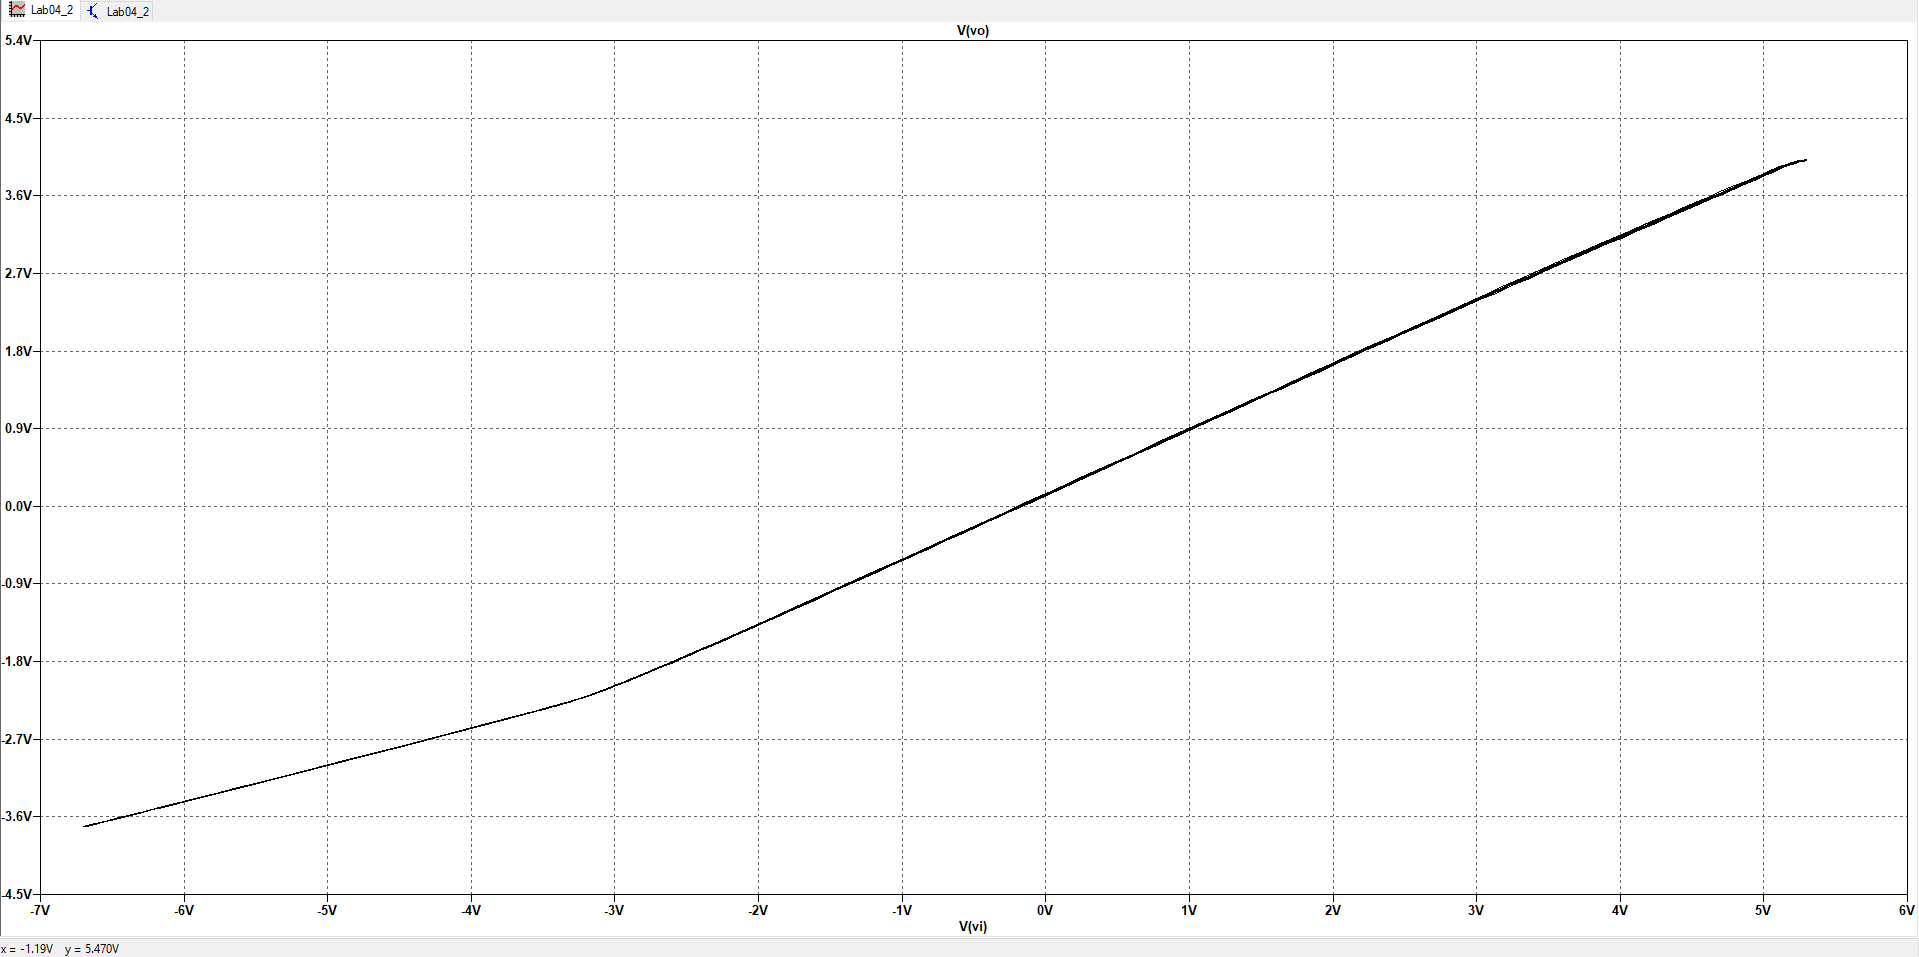 Lab04_2 Lab04_2
V(vo)
5.4V
4.5V
3.6V
2.7V
1.8V
0.9V
0.0V
-0.9V
-1.8V
-2.7V
-3.6V
-4.5V
-7V -6V -5V -4V -3V -2V -1V 0V 1V 2V 3V 4V 5V 6V
V(vi)
x = -1.19V y = 5.470V